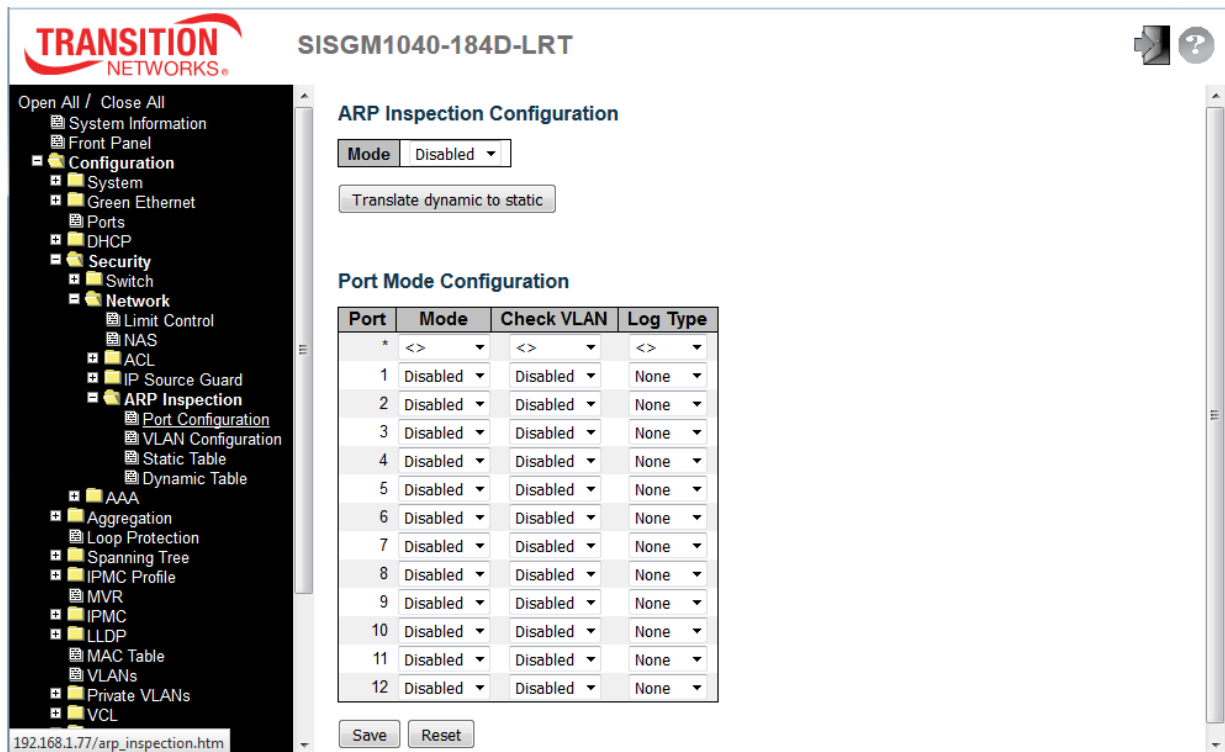 TRANSITION
NETWORKS®
SISGM1040-184D-LRT
?
Open All / Close All
System Information
Front Panel
Configuration
System
Green Ethernet
Ports
DHCP
Security
Switch
Network
Limit Control
NAS
ACL
IP Source Guard
ARP Inspection
Port Configuration
VLAN Configuration
Static Table
Dynamic Table
AAA
Aggregation
Loop Protection
Spanning Tree
IPMC Profile
MVR
IPMC
LLDP
MAC Table
VLANs
Private VLANs
VCL
192.168.1.77/arp_inspection.htm
ARP Inspection Configuration
Mode Disabled
Translate dynamic to static
Port Mode Configuration
Port Mode Check VLAN Log Type
* <> <> <>
1 Disabled Disabled None
2 Disabled Disabled None
3 Disabled Disabled None
4 Disabled Disabled None
5 Disabled Disabled None
6 Disabled Disabled None
7 Disabled Disabled None
8 Disabled Disabled None
9 Disabled Disabled None
10 Disabled Disabled None
11 Disabled Disabled None
12 Disabled Disabled None
Save Reset